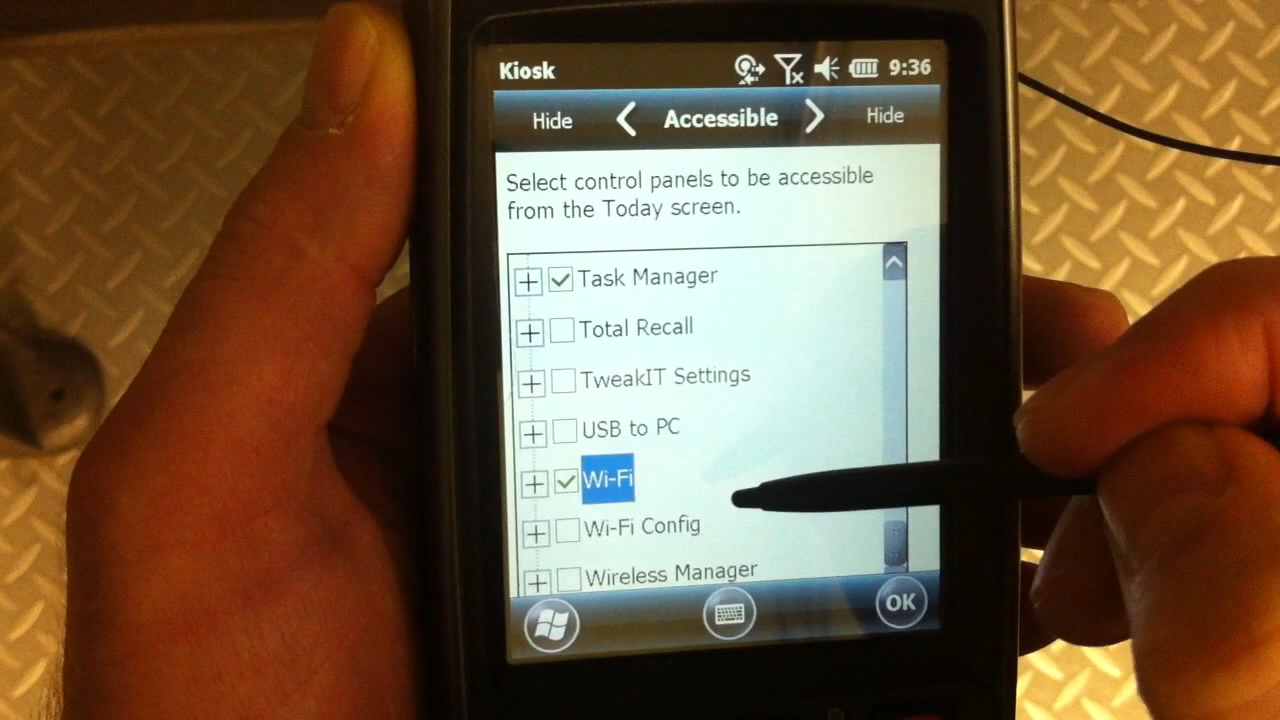 Kiosk 9:36
Hide Accessible Hide
Select control panels to be accessible
from the Today screen.
Task Manager
Total Recall
TweakIT Settings
USB to PC
Wi-Fi
Wi-Fi Config
Wireless Manager
OK